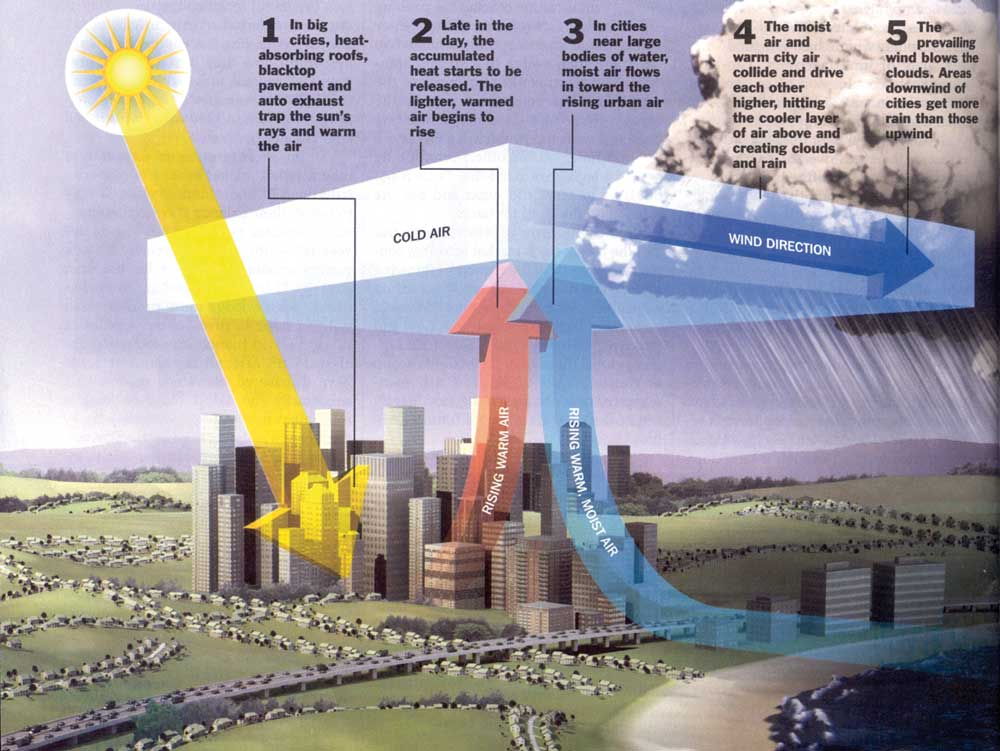 1 In big
cities, heat-
absorbing roofs,
blacktop
pavement and
auto exhaust
trap the sun's
rays and warm
the air
2 Late in the
day, the
accumulated
heat starts to be
released. The
lighter, warmed
air begins to
rise
3 In cities
near large
bodies of water,
moist air flows
in toward the
rising urban air
4 The moist
air and
warm city air
collide and drive
each other
higher, hitting
the cooler layer
of air above and
creating clouds
and rain
5 The
prevailing
wind blows the
clouds. Areas
downwind of
cities get more
rain than those
upwind
COLD AIR
WIND DIRECTION
RISING WARM AIR
RISING WARM, MOIST AIR